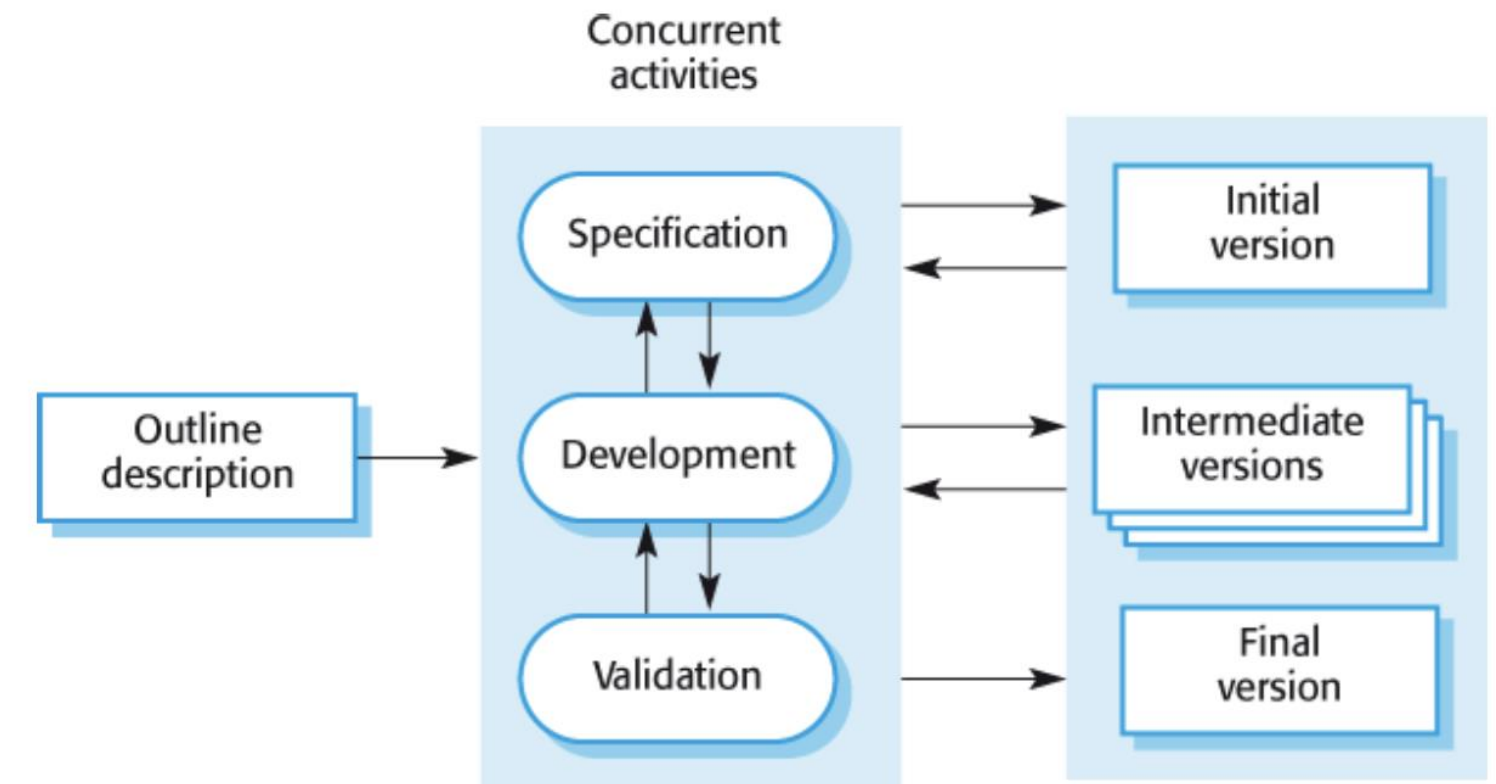 Concurrent
activities
Outline
description
Specification
Development
Validation
Initial
version
Intermediate
versions
Final
version